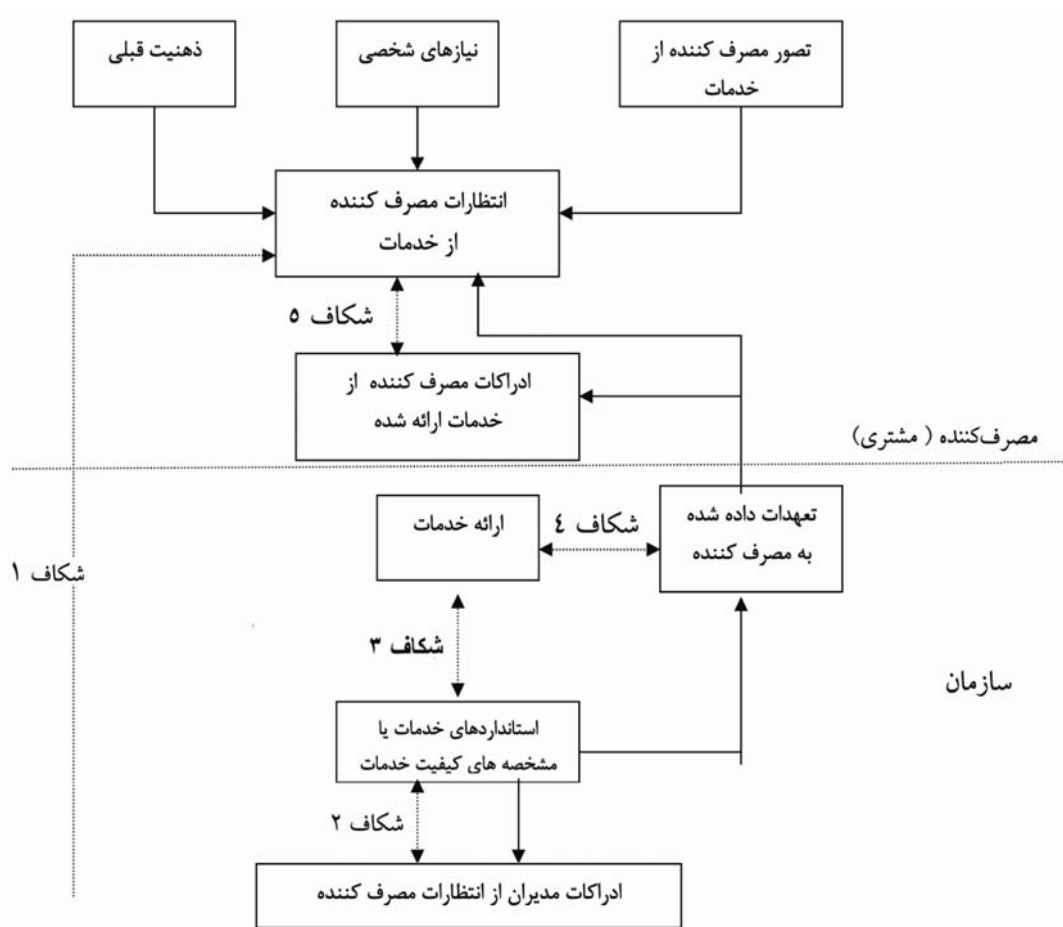 ذهنیت قبلی
نیازهای شخصی
تصور مصرف کننده از
خدمات
انتظارات مصرف کننده
از خدمات
شکاف ۵
ادراکات مصرف کننده از
خدمات ارائه شده
مصرف‌کننده ( مشتری)
تعهدات داده شده
به مصرف کننده
شکاف ٤
ارائه خدمات
شکاف ۱
شکاف ۳
سازمان
استانداردهای خدمات یا
مشخصه های کیفیت خدمات
شکاف ۲
ادراکات مدیران از انتظارات مصرف کننده